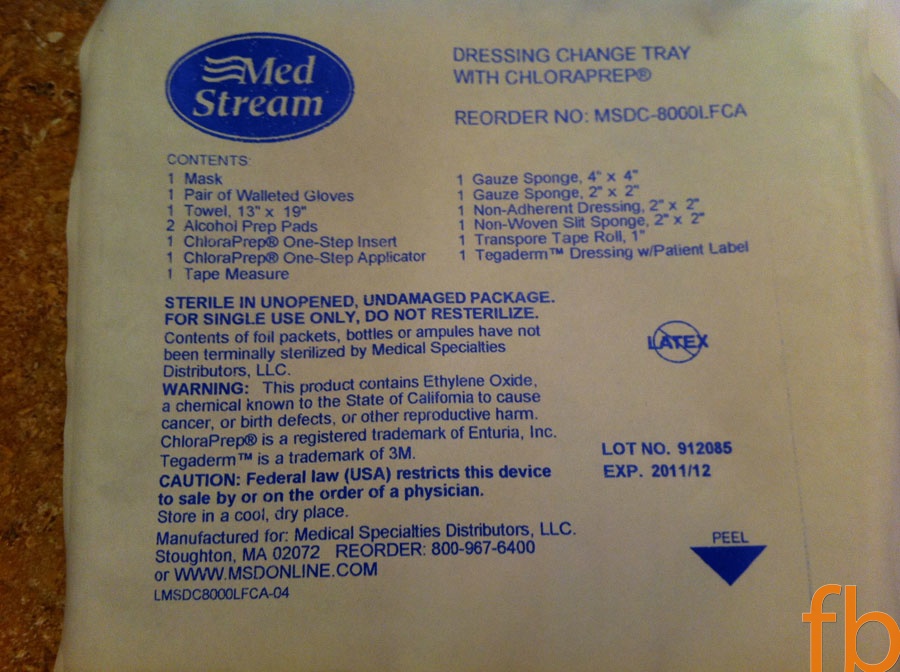 Med
Stream
DRESSING CHANGE TRAY
WITH CHLORAPREP®
REORDER NO: MSDC-8000LFCA
CONTENTS:
1 Mask
1 Pair of Walleted Gloves
1 Towel, 13" x 19"
2 Alcohol Prep Pads
1 ChloraPrep® One-Step Insert
1 ChloraPrep® One-Step Applicator
1 Tape Measure
1 Gauze Sponge, 4" x 4"
1 Gauze Sponge, 2" x 2"
1 Non-Adherent Dressing, 2" x 2"
1 Non-Woven Slit Sponge, 2" x 2"
1 Transpore Tape Roll, 1"
1 Tegaderm™ Dressing w/Patient Label
STERILE IN UNOPENED, UNDAMAGED PACKAGE.
FOR SINGLE USE ONLY, DO NOT RESTERILIZE.
Contents of foil packets, bottles or ampules have not
been terminally sterilized by Medical Specialties
Distributors, LLC.
WARNING: This product contains Ethylene Oxide,
a chemical known to the State of California to cause
cancer, or birth defects, or other reproductive harm.
ChloraPrep® is a registered trademark of Enturia, Inc.
Tegaderm™ is a trademark of 3M.
CAUTION: Federal law (USA) restricts this device
to sale by or on the order of a physician.
Store in a cool, dry place.
Manufactured for: Medical Specialties Distributors, LLC.
Stoughton, MA 02072 REORDER: 800-967-6400
or WWW.MSDONLINE.COM
LMSDC8000LFCA-04
LATEX
LOT NO. 912085
EXP. 2011/12
PEEL
fb